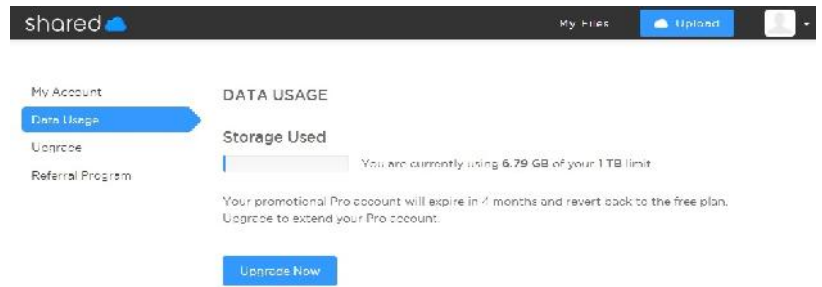 shared
My Files
Upload
My Account
DATA USAGE
Data Usage
Storage Used
Upgrade
You are currently using 6.79 GB of your 1 TB limit
Referral Program
Your promotional Pro account will expire in 4 months and revert back to the free plan.
Upgrade to extend your Pro account.
Upgrade Now